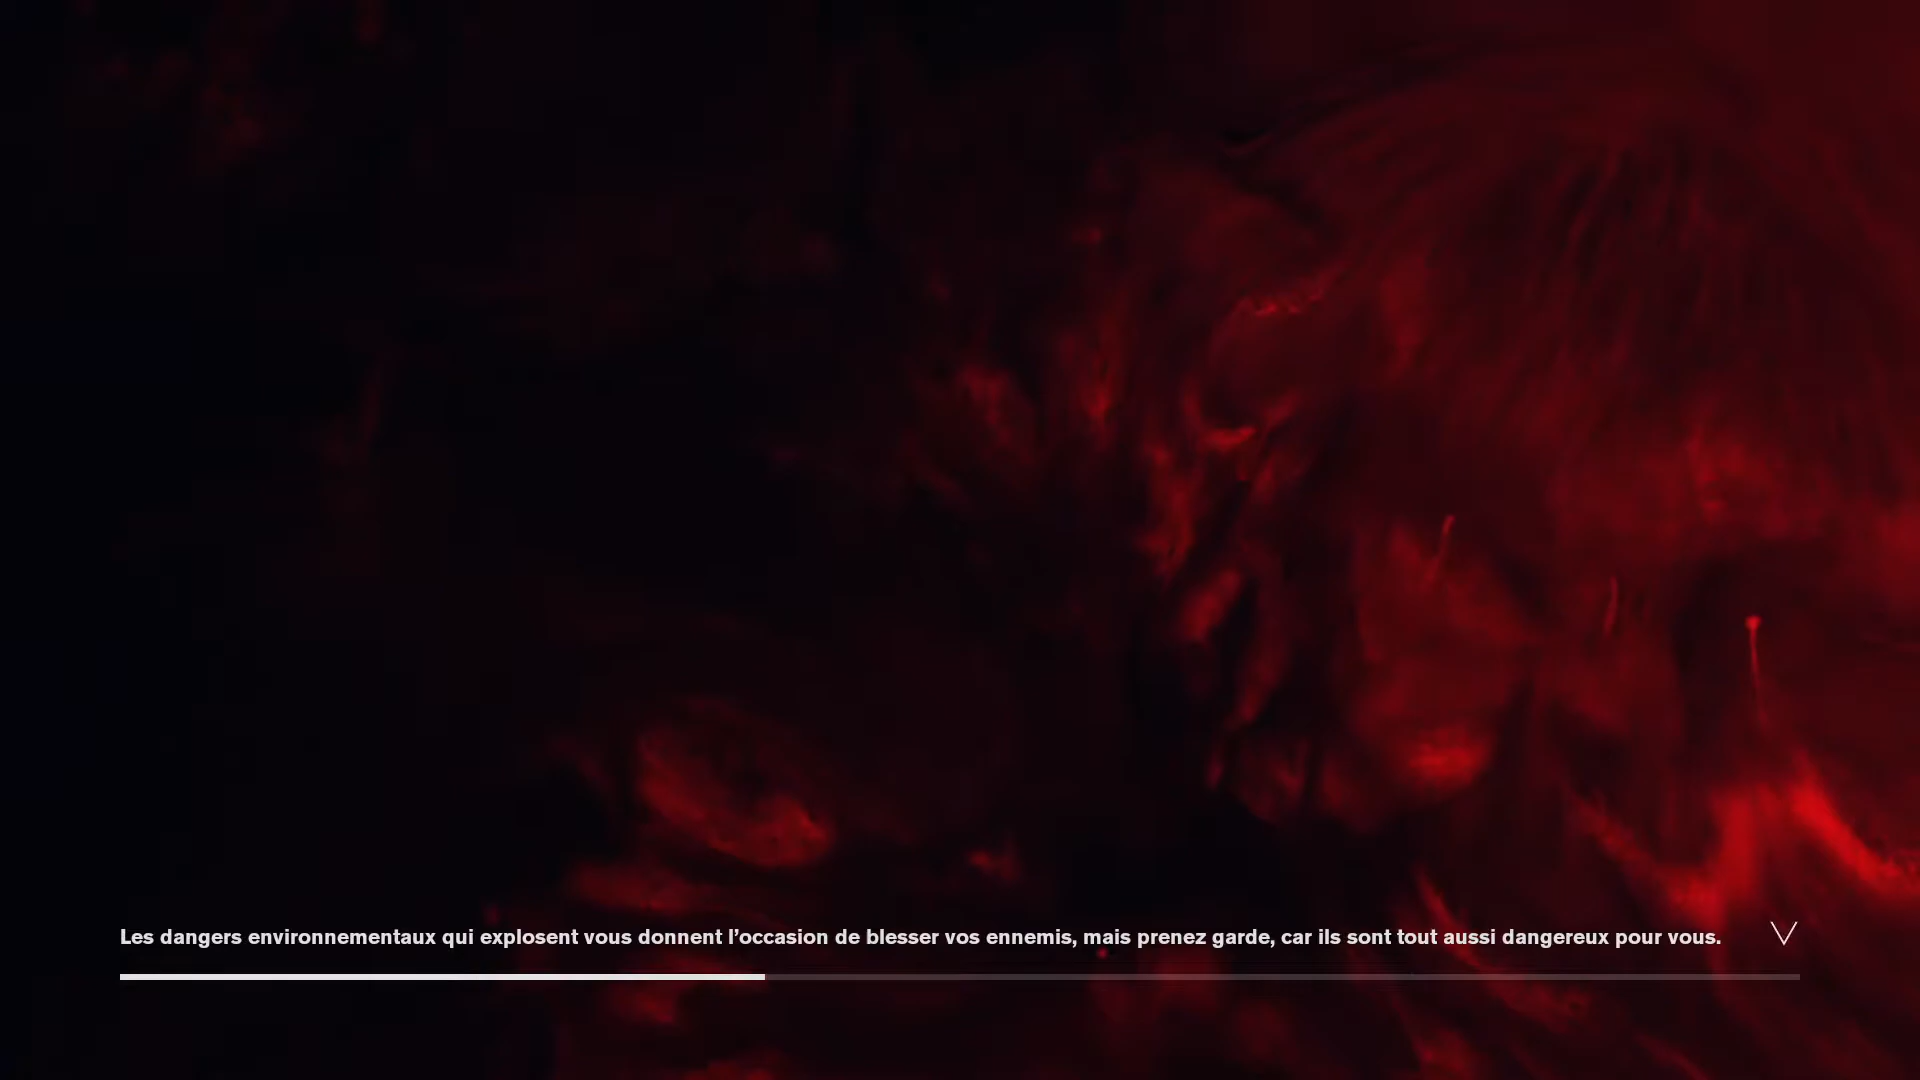 Les dangers environnementaux qui explosent vous donnent l’occasion de blesser vos ennemis, mais prenez garde, car ils sont tout aussi dangereux pour vous.